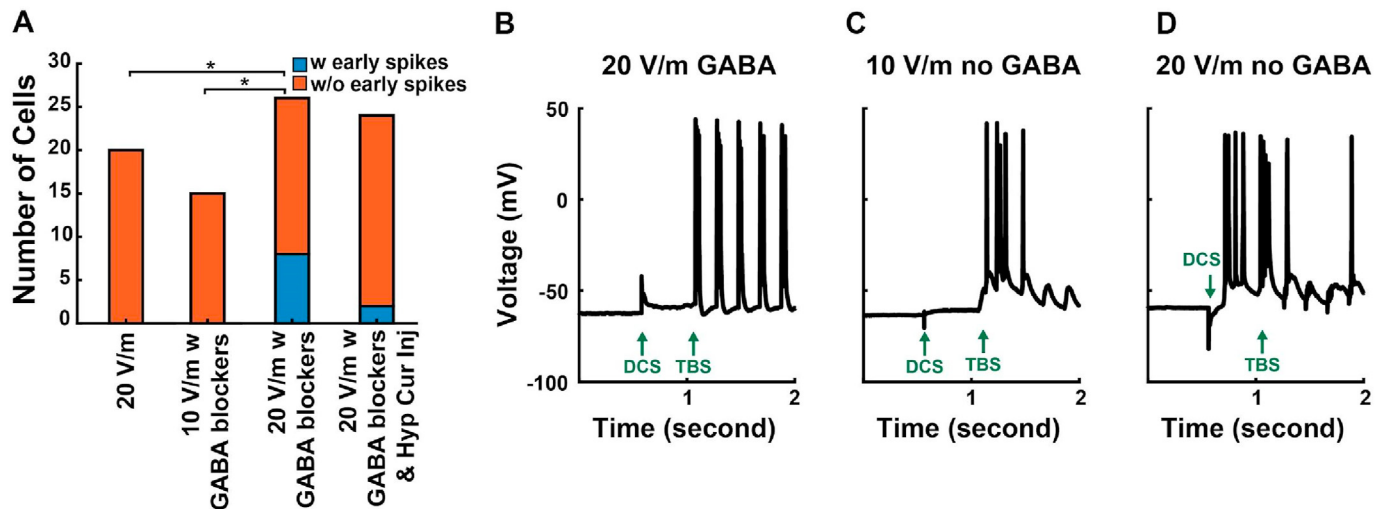 A
Number of Cells
30
25
20
15
10
5
0
*
*
w early spikes
w/o early spikes
20 V/m
10 V/m w
GABA blockers
20 V/m w
GABA blockers
20 V/m w
GABA blockers
& Hyp Cur Inj
B
20 V/m GABA
Voltage (mV)
50
0
-50
-100
DCS
TBS
1
2
Time (second)
C
10 V/m no GABA
DCS
TBS
1
2
Time (second)
D
20 V/m no GABA
DCS
TBS
1
2
Time (second)